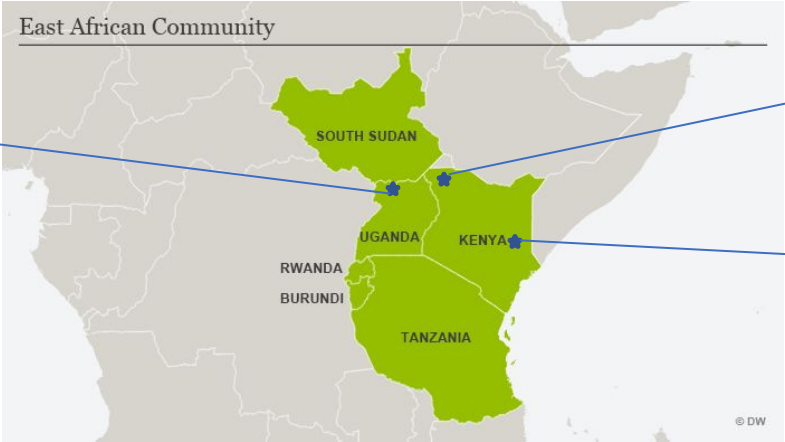 East African Community
SOUTH SUDAN
UGANDA
KENYA
RWANDA
BURUNDI
TANZANIA
© DW